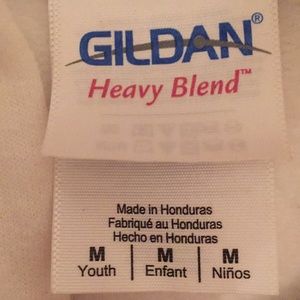 GILDAN®
Heavy Blend™
Made in Honduras
Fabriqué au Honduras
Hecho en Honduras
M M M
Youth Enfant Niños